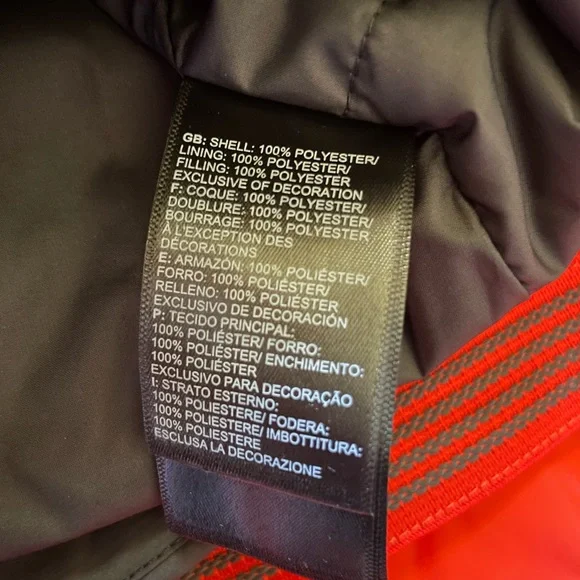 GB: SHELL: 100% POLYESTER/
LINING: 100% POLYESTER/
FILLING: 100% POLYESTER
EXCLUSIVE OF DECORATION
F: COQUE: 100% POLYESTER/
DOUBLURE: 100% POLYESTER/
BOURRAGE: 100% POLYESTER
À L'EXCEPTION DES
DÉCORATIONS
E: ARMAZÓN: 100% POLIÉSTER/
FORRO: 100% POLIÉSTER/
RELLENO: 100% POLIÉSTER
EXCLUSIVO DE DECORACIÓN
P: TECIDO PRINCIPAL:
100% POLIÉSTER/ FORRO:
100% POLIÉSTER/ ENCHIMENTO:
100% POLIÉSTER
EXCLUSIVO PARA DECORAÇÃO
I: STRATO ESTERNO:
100% POLIESTERE/ FODERA:
100% POLIESTERE/ IMBOTTITURA:
100% POLIESTERE
ESCLUSA LA DECORAZIONE